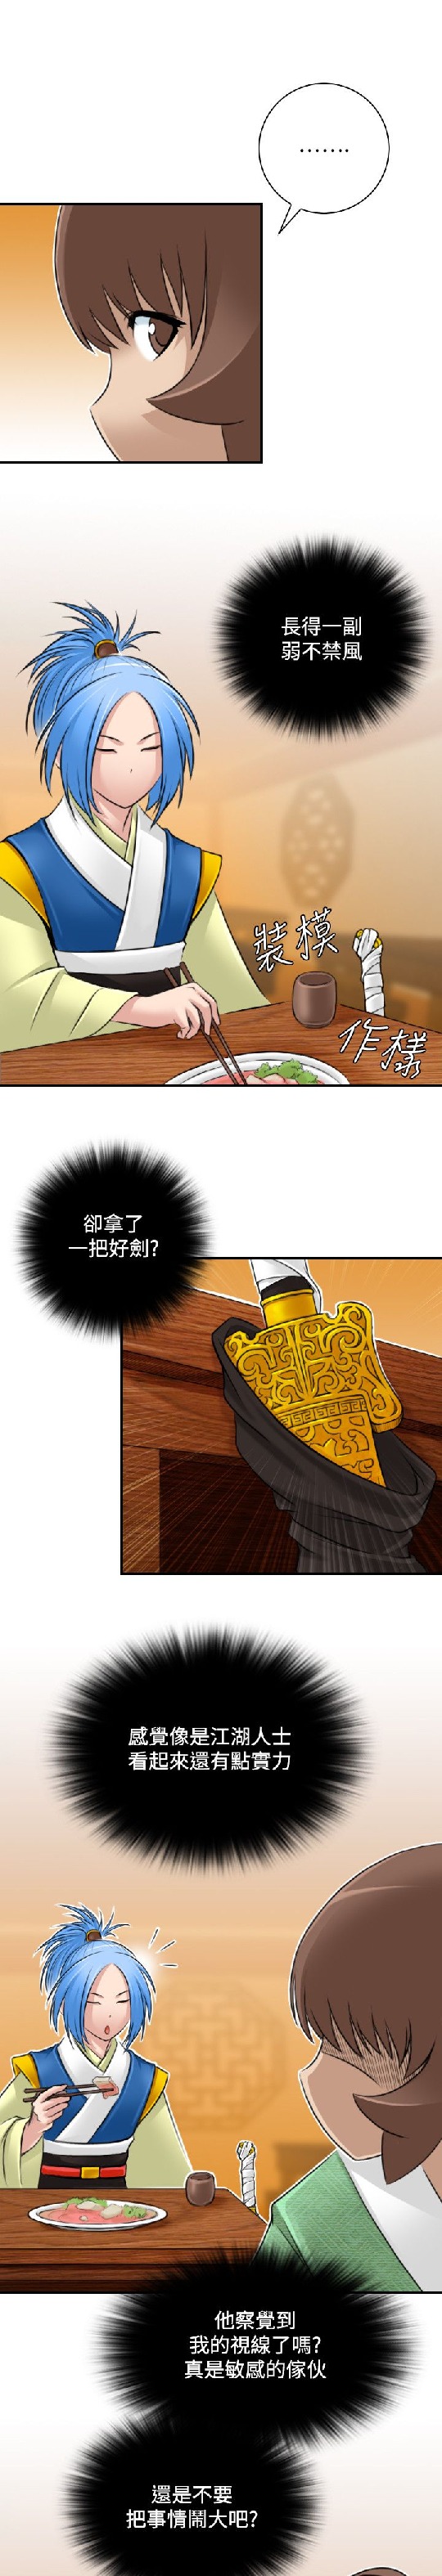 .......
長得一副
弱不禁風
裝模
作樣
卻拿了
一把好劍?
感覺像是江湖人士
看起來還有點實力
他察覺到
我的視線了嗎?
真是敏感的傢伙
還是不要
把事情鬧大吧?